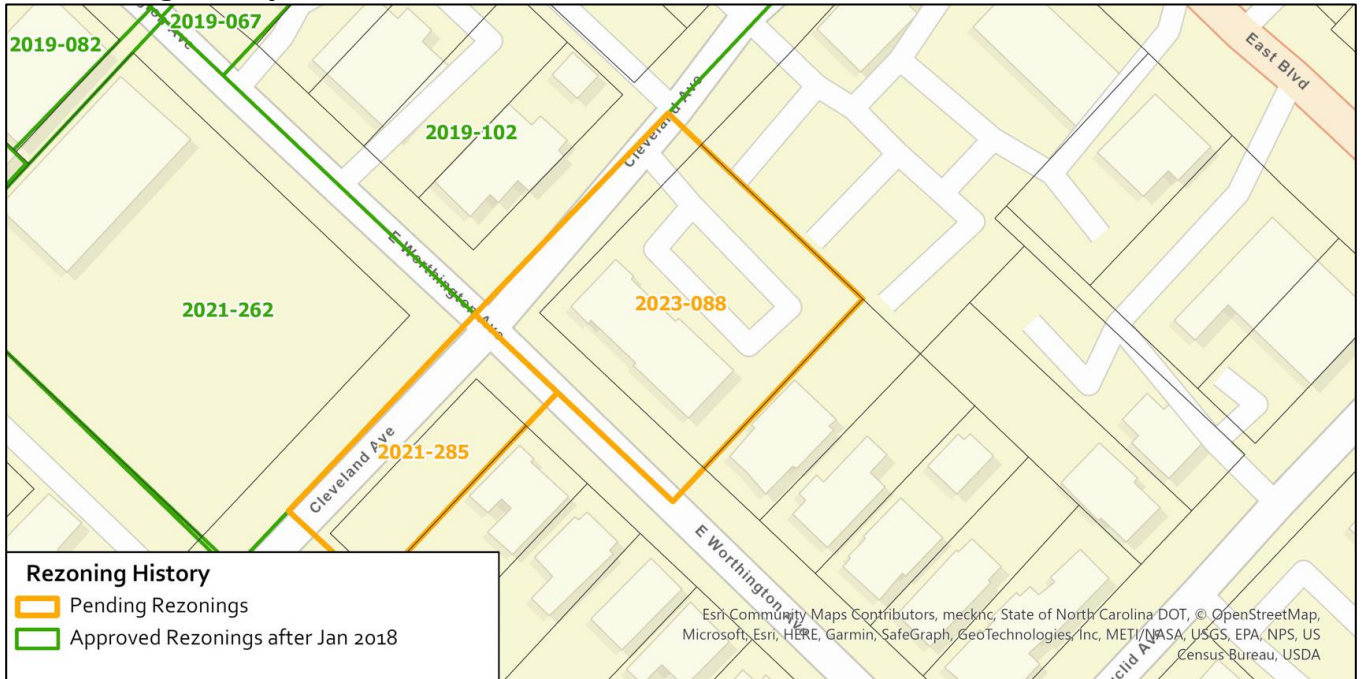 2019-067
2019-082
Ave
East Blvd
Cleveland Ave
2019-102
E Worthington Ave
2021-262
2023-088
Cleveland Ave
2021-285
E Worthington Ave
Rezoning History
Pending Rezonings
Approved Rezonings after Jan 2018
Esri Community Maps Contributors, mecknc, State of North Carolina DOT, © OpenStreetMap,
Microsoft, Esri, HERE, Garmin, SafeGraph, GeoTechnologies, Inc, METI/NASA, USGS, EPA, NPS, US
Census Bureau, USDA